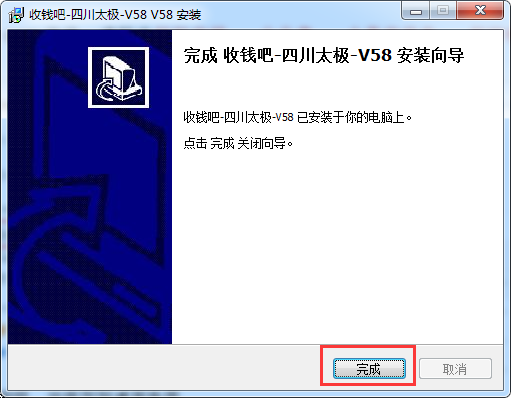 收钱吧-四川太极-V58 V58 安装
完成 收钱吧-四川太极-V58 安装向导
收钱吧-四川太极-V58 已安装于你的电脑上。
点击 完成 关闭向导。
完成
取消